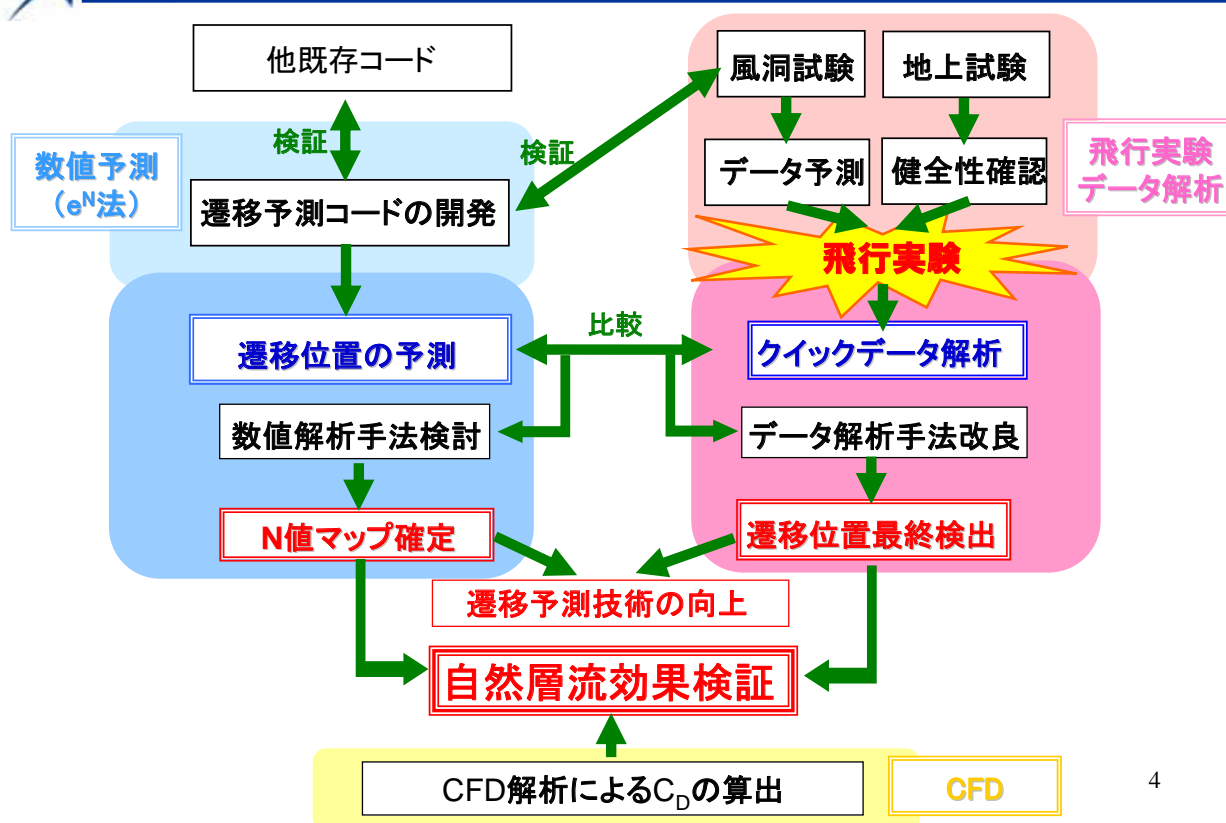 他既存コード
風洞試験
地上試験
検証
検証
数値予測
(eN法)
遷移予測コードの開発
データ予測
健全性確認
飛行実験
データ解析
飛行実験
比較
遷移位置の予測
クイックデータ解析
数値解析手法検討
データ解析手法改良
N値マップ確定
遷移位置最終検出
遷移予測技術の向上
自然層流効果検証
CFD解析によるCDの算出
CFD
4